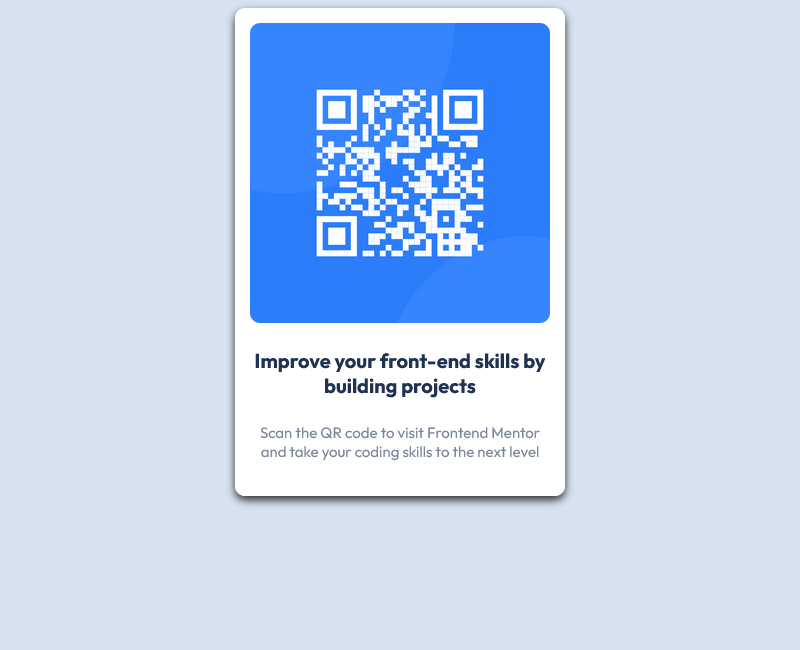 Improve your front-end skills by
building projects
Scan the QR code to visit Frontend Mentor
and take your coding skills to the next level